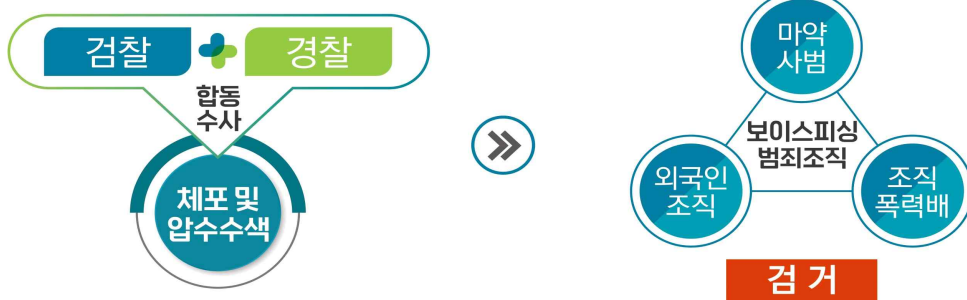 검찰
경찰
합동
수사
체포 및
압수수색
마약
사범
보이스피싱
범죄조직
외국인
조직
조직
폭력배
검 거